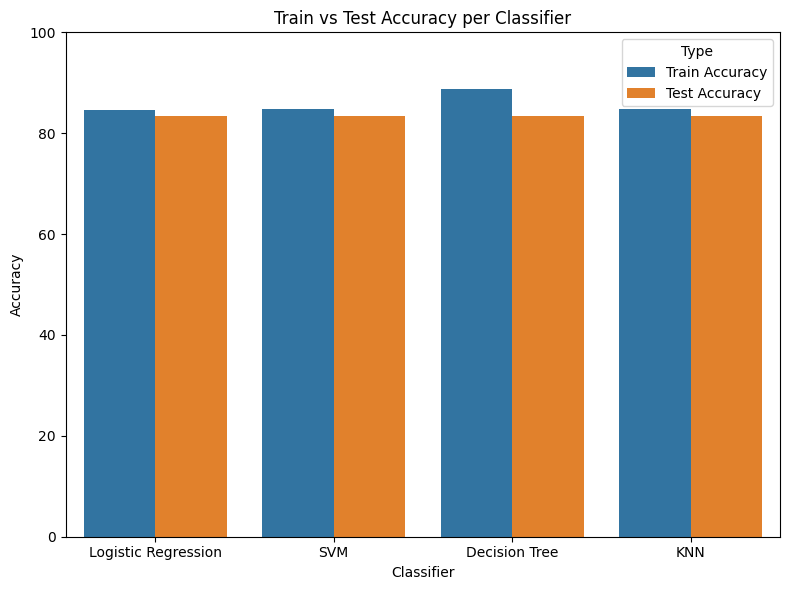 Train vs Test Accuracy per Classifier
Type
Train Accuracy
Test Accuracy
Accuracy
100
80
60
40
20
0
Logistic Regression
SVM
Decision Tree
KNN
Classifier